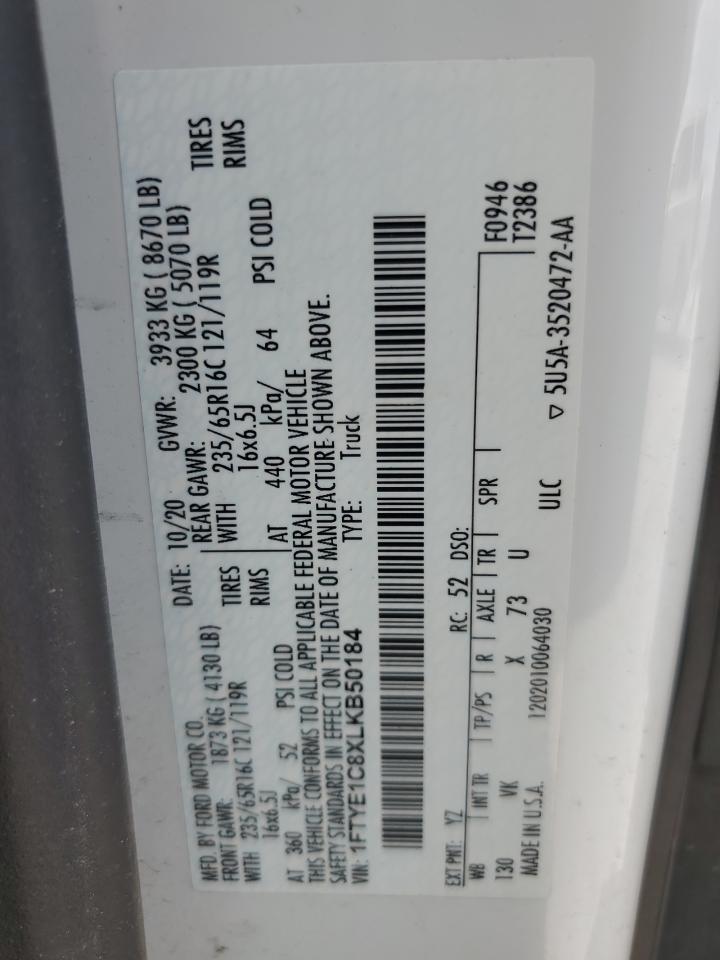 MFD. BY FORD MOTOR CO.
DATE: 10/20 GVWR: 3933 KG ( 8670 LB)
FRONT GAWR: 1873 KG ( 4130 LB) REAR GAWR: 2300 KG ( 5070 LB)
WITH 235/65R16C 121/119R TIRES WITH 235/65R16C 121/119R TIRES
16x6.5J RIMS 16x6.5J RIMS
AT 360 kPa/ 52 PSI COLD AT 440 kPa/ 64 PSI COLD
THIS VEHICLE CONFORMS TO ALL APPLICABLE FEDERAL MOTOR VEHICLE
SAFETY STANDARDS IN EFFECT ON THE DATE OF MANUFACTURE SHOWN ABOVE.
VIN: 1FTYE1C8XLKB50184 TYPE: Truck
EXT PNT: YZ RC: 52 DSO:
WB INT TR TP/PS R AXLE TR SPR F0946
130 VK X 73 U T2386
MADE IN U.S.A. 1202010064030 ULC ▽ 5U5A-3520472-AA